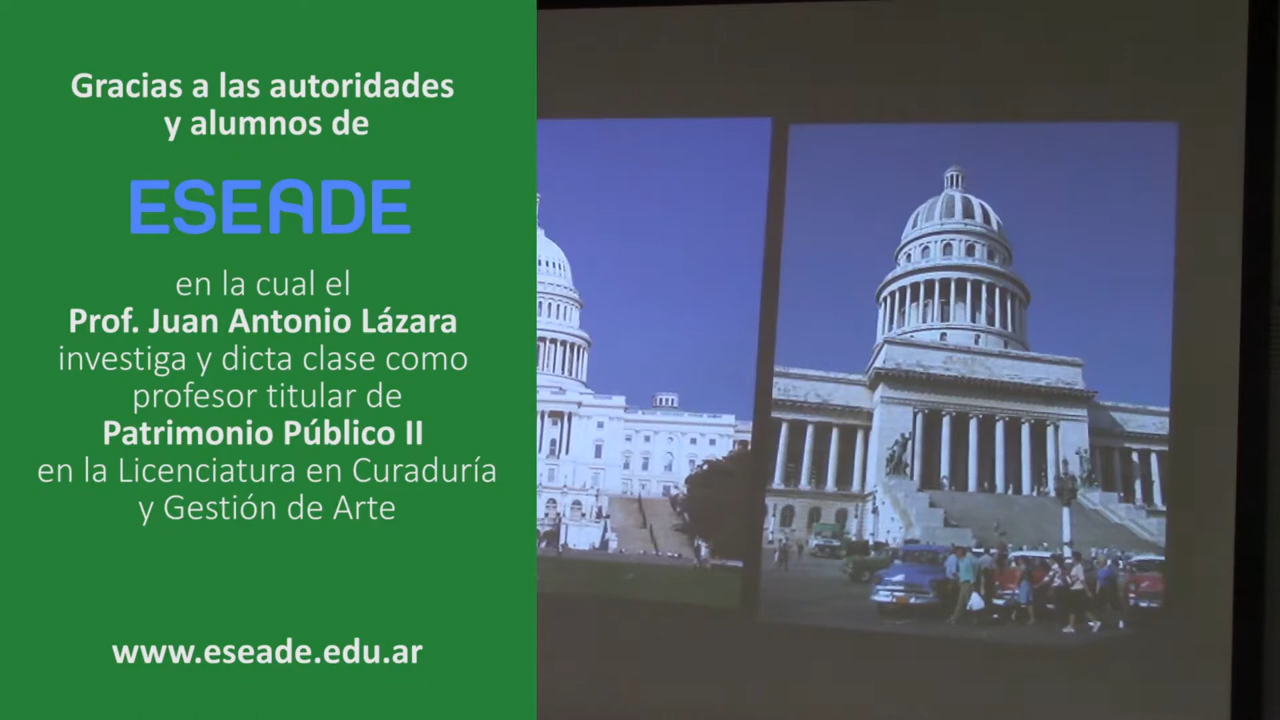 Gracias a las autoridades
y alumnos de
ESEADE
en la cual el
Prof. Juan Antonio Lázara
investiga y dicta clase como
profesor titular de
Patrimonio Público II
en la Licenciatura en Curaduría
y Gestión de Arte
www.eseade.edu.ar